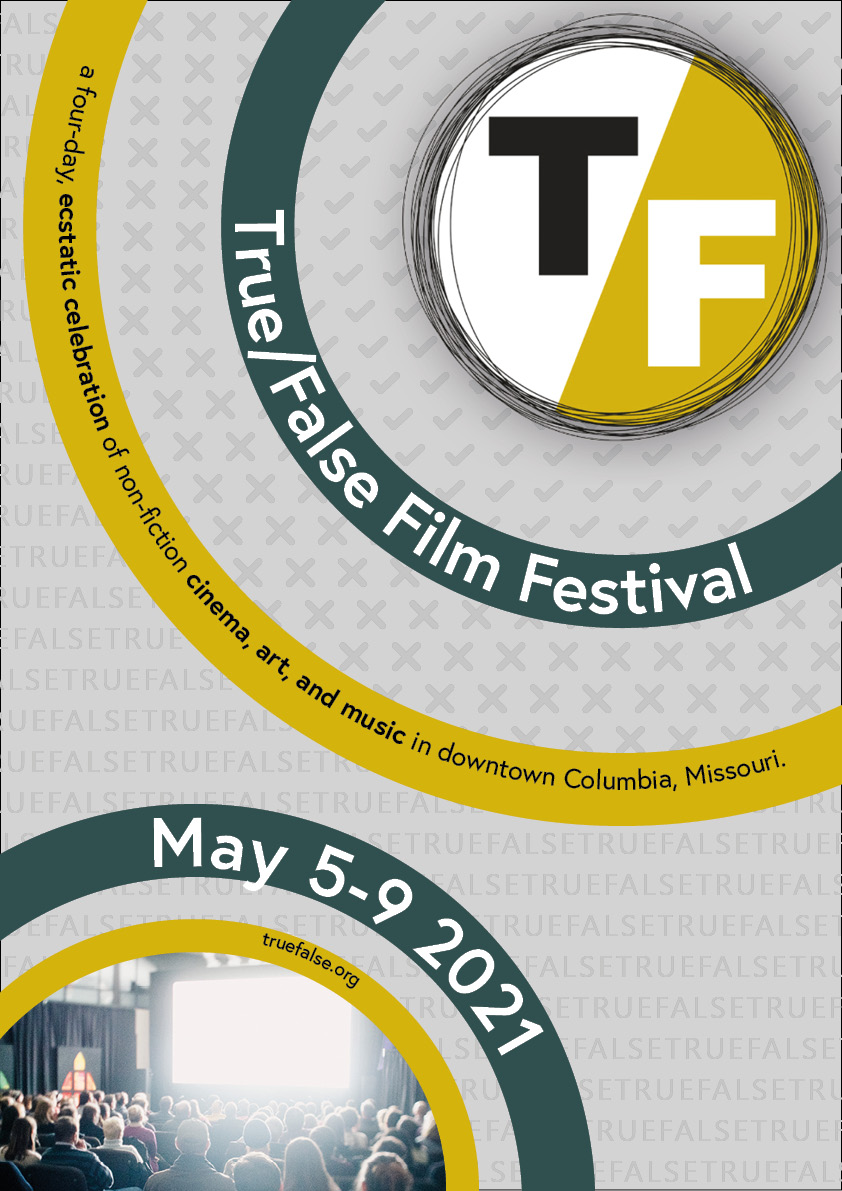 T
F
True/False Film Festival
a four-day, ecstatic celebration of non-fiction cinema, art, and music in downtown Columbia, Missouri.
May 5-9 2021
truefalse.org